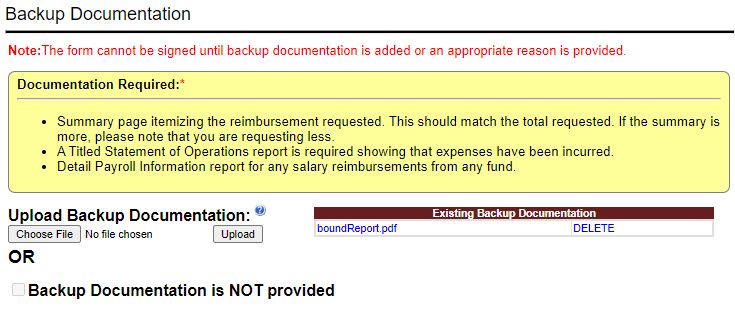 Backup Documentation
Note:The form cannot be signed until backup documentation is added or an appropriate reason is provided.
Documentation Required:*
• Summary page itemizing the reimbursement requested. This should match the total requested. If the summary is
more, please note that you are requesting less.
• A Titled Statement of Operations report is required showing that expenses have been incurred.
• Detail Payroll Information report for any salary reimbursements from any fund.
Upload Backup Documentation: ?
Choose File No file chosen Upload
Existing Backup Documentation
boundReport.pdf DELETE
OR
Backup Documentation is NOT provided